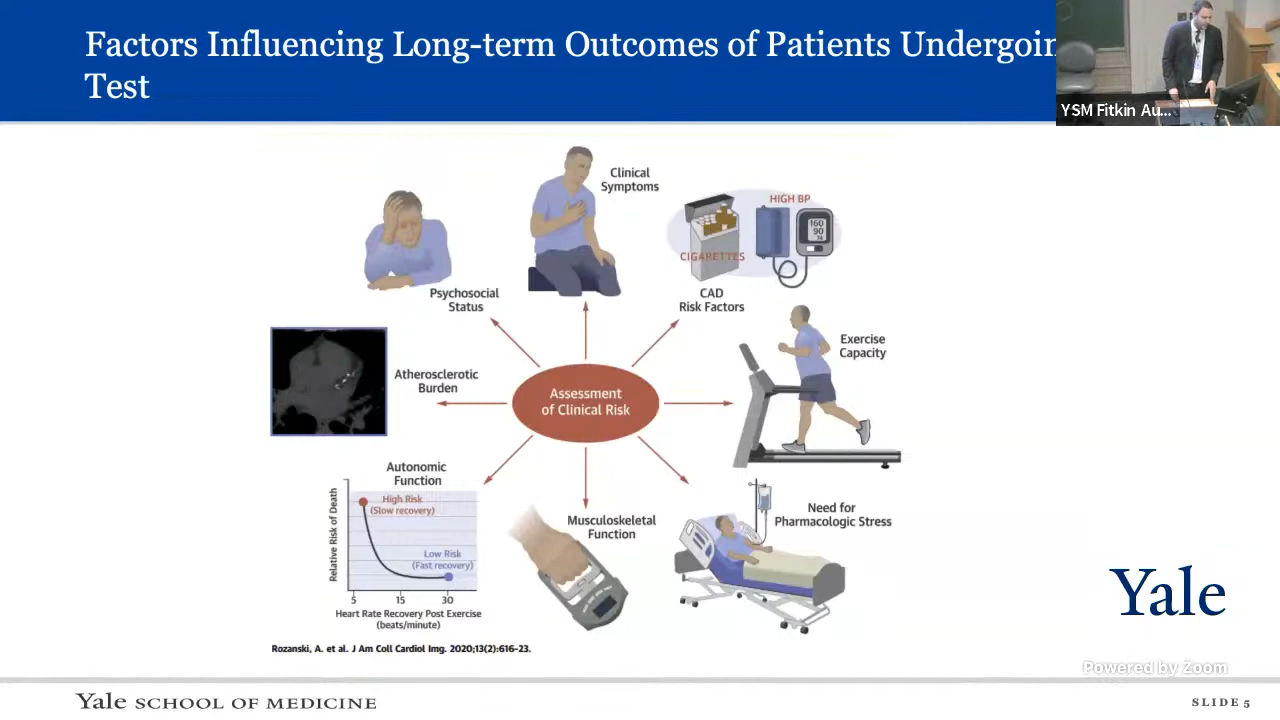 Factors Influencing Long-term Outcomes of Patients
Test
YSM Fitkin Au...
Clinical
Symptoms
HIGH BP
160
90
74
CIGARETTES
Psychosocial
Status
CAD
Risk Factors
Exercise
Capacity
Atherosclerotic
Burden
Assessment
of Clinical Risk
Autonomic
Function
Relative Risk of Death
High Risk
(Slow recovery)
Low Risk
(Fast recovery)
5 15 30
Heart Rate Recovery Post Exercise
(beats/minute)
Musculoskeletal
Function
Need for
Pharmacologic Stress
Rozanski, A. et al. J Am Coll Cardiol Img. 2020;13(2):616-23.
Yale
Powered by Zoom
Yale SCHOOL OF MEDICINE
SLIDE 5